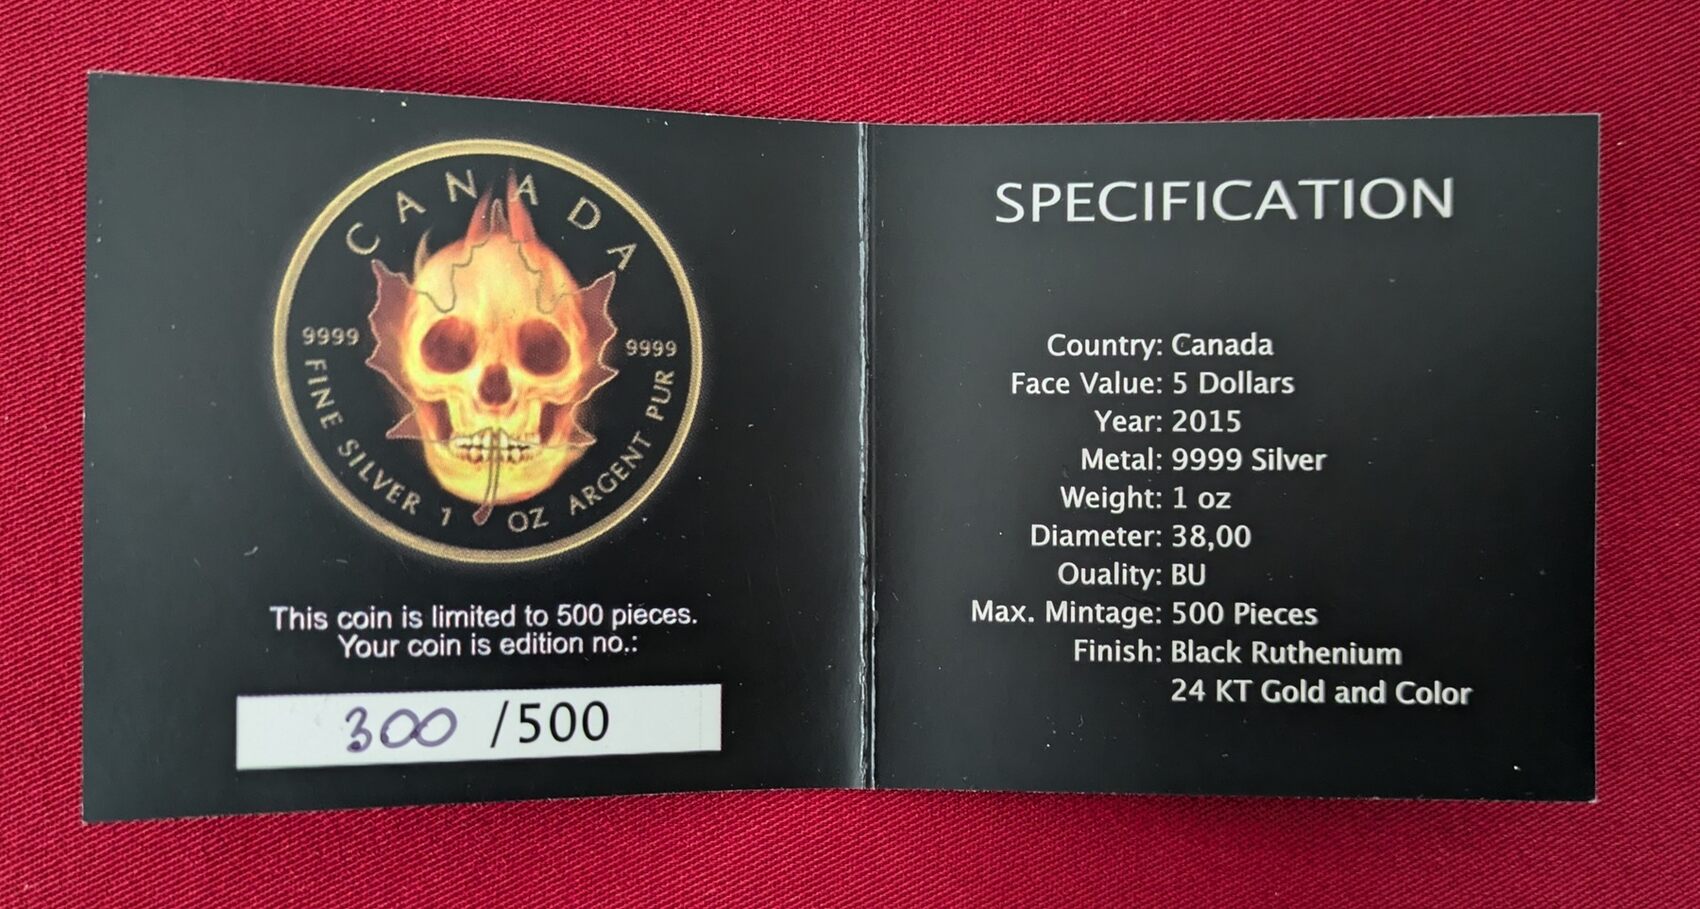 CANADA
9999
9999
FINE SILVER 1 OZ ARGENT PUR
This coin is limited to 500 pieces.
Your coin is edition no.:
300 /500
SPECIFICATION
Country: Canada
Face Value: 5 Dollars
Year: 2015
Metal: 9999 Silver
Weight: 1 oz
Diameter: 38,00
Ouality: BU
Max. Mintage: 500 Pieces
Finish: Black Ruthenium
24 KT Gold and Color